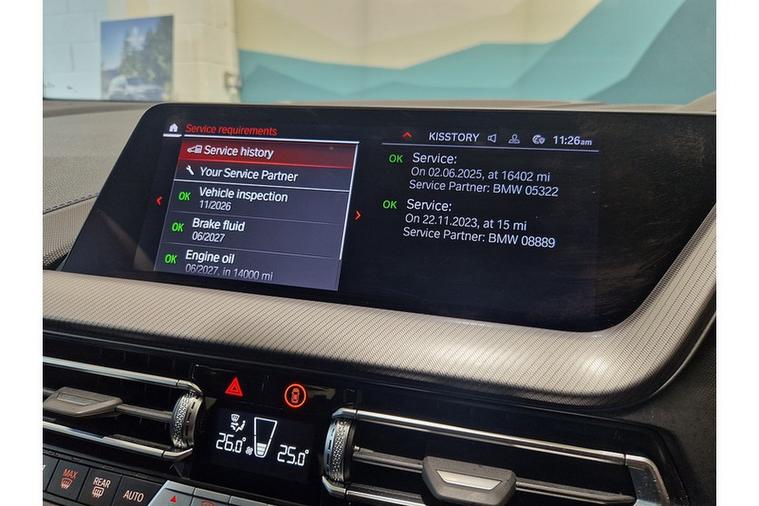 Service requirements
KISSTORY 11:26am
Service history
Your Service Partner
OK Vehicle inspection
11/2026
OK Brake fluid
06/2027
OK Engine oil
06/2027, in 14000 mi
OK Service:
On 02.06.2025, at 16402 mi
Service Partner: BMW 05322
OK Service:
On 22.11.2023, at 15 mi
Service Partner: BMW 08889
26.0° 25.0°
MAX
REAR
AUTO